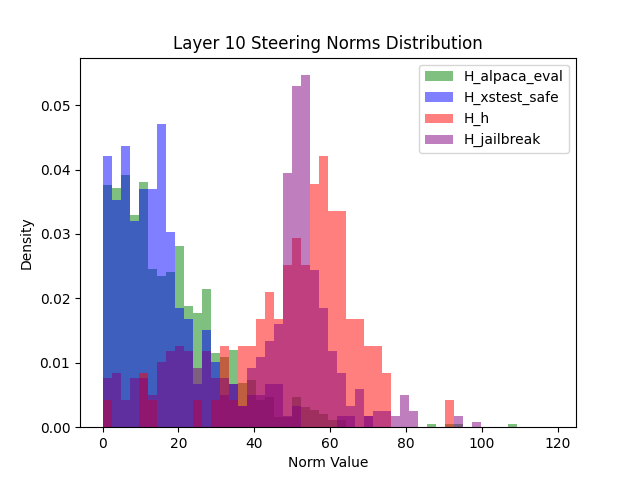 Layer 10 Steering Norms Distribution
H_alpaca_eval
H_xstest_safe
H_h
H_jailbreak
Density
0.05
0.04
0.03
0.02
0.01
0.00
0 20 40 60 80 100 120
Norm Value